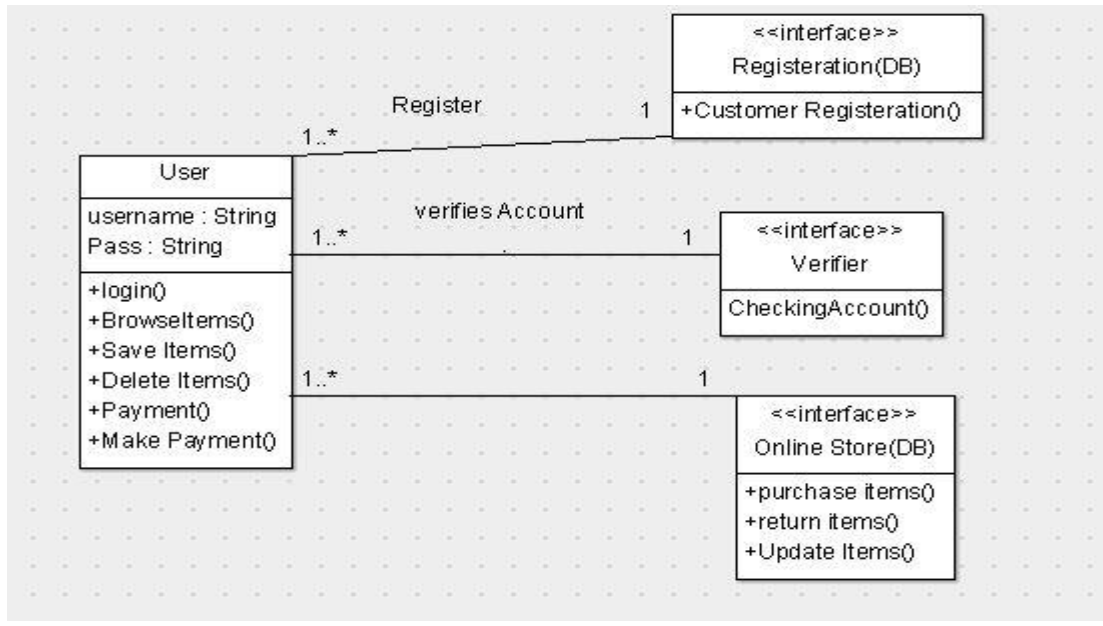 <<interface>>
Registeration(DB)
+Customer Registeration()
Register
1
1..*
User
username : String
Pass : String
+login()
+BrowseItems()
+Save Items()
+Delete Items()
+Payment()
+Make Payment()
verifies Account
1..*
1
<<interface>>
Verifier
CheckingAccount()
1..*
1
<<interface>>
Online Store(DB)
+purchase items()
+return items()
+Update Items()